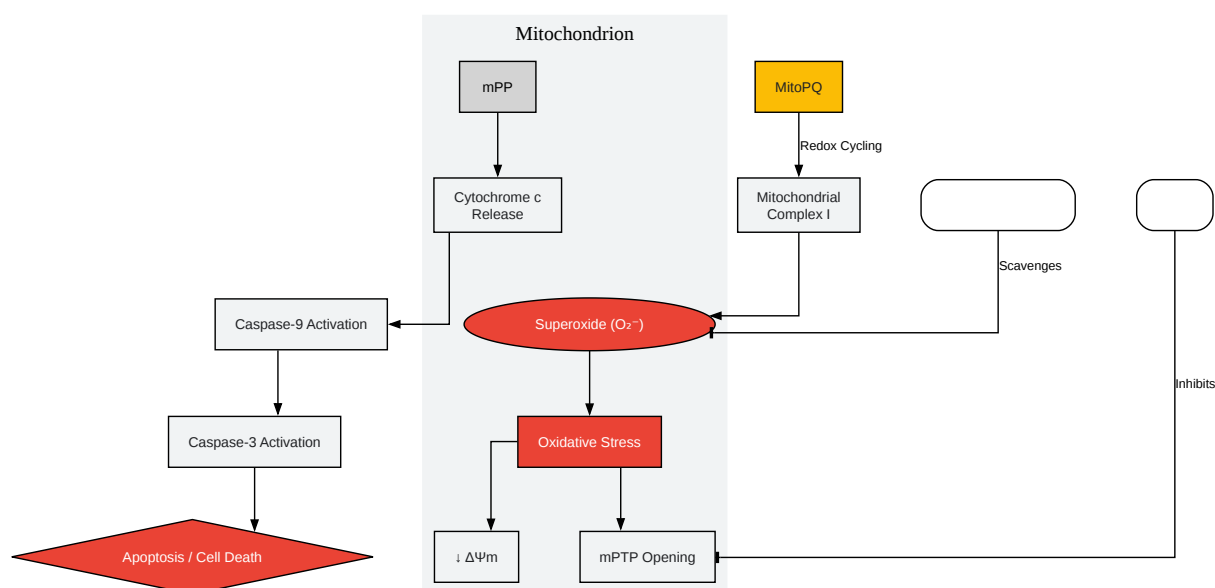 Mitochondrion
mPP
MitoPQ
Redox Cycling
Cytochrome c
Release
Mitochondrial
Complex I
Scavenges
Caspase-9 Activation
Superoxide (O₂⁻)
Inhibits
Caspase-3 Activation
Oxidative Stress
Apoptosis / Cell Death
↓ ΔΨm
mPTP Opening